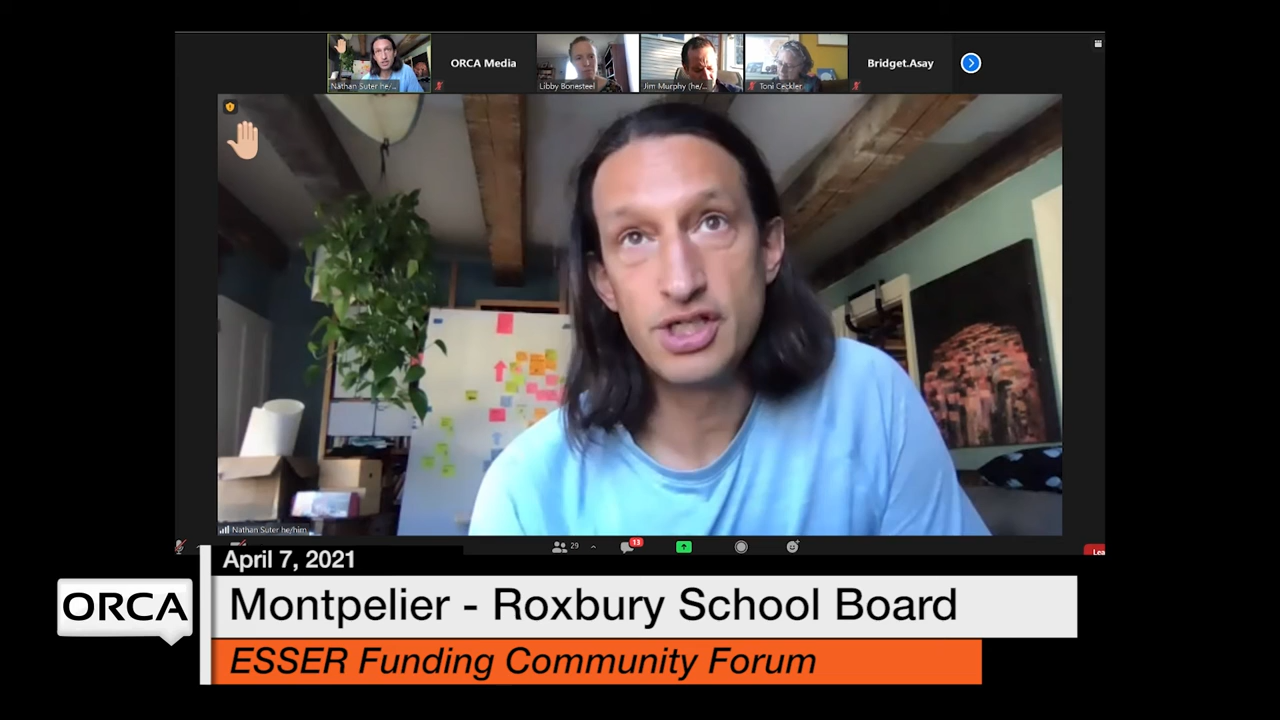 ORCA Media
Bridget.Asay
Nathan Suter he/...
Libby Bonesteel
Jim Murphy (he/...
Toni Ceckler
Nathan Suter he/him
29
13
Lea
April 7, 2021
ORCA
Montpelier - Roxbury School Board
ESSER Funding Community Forum